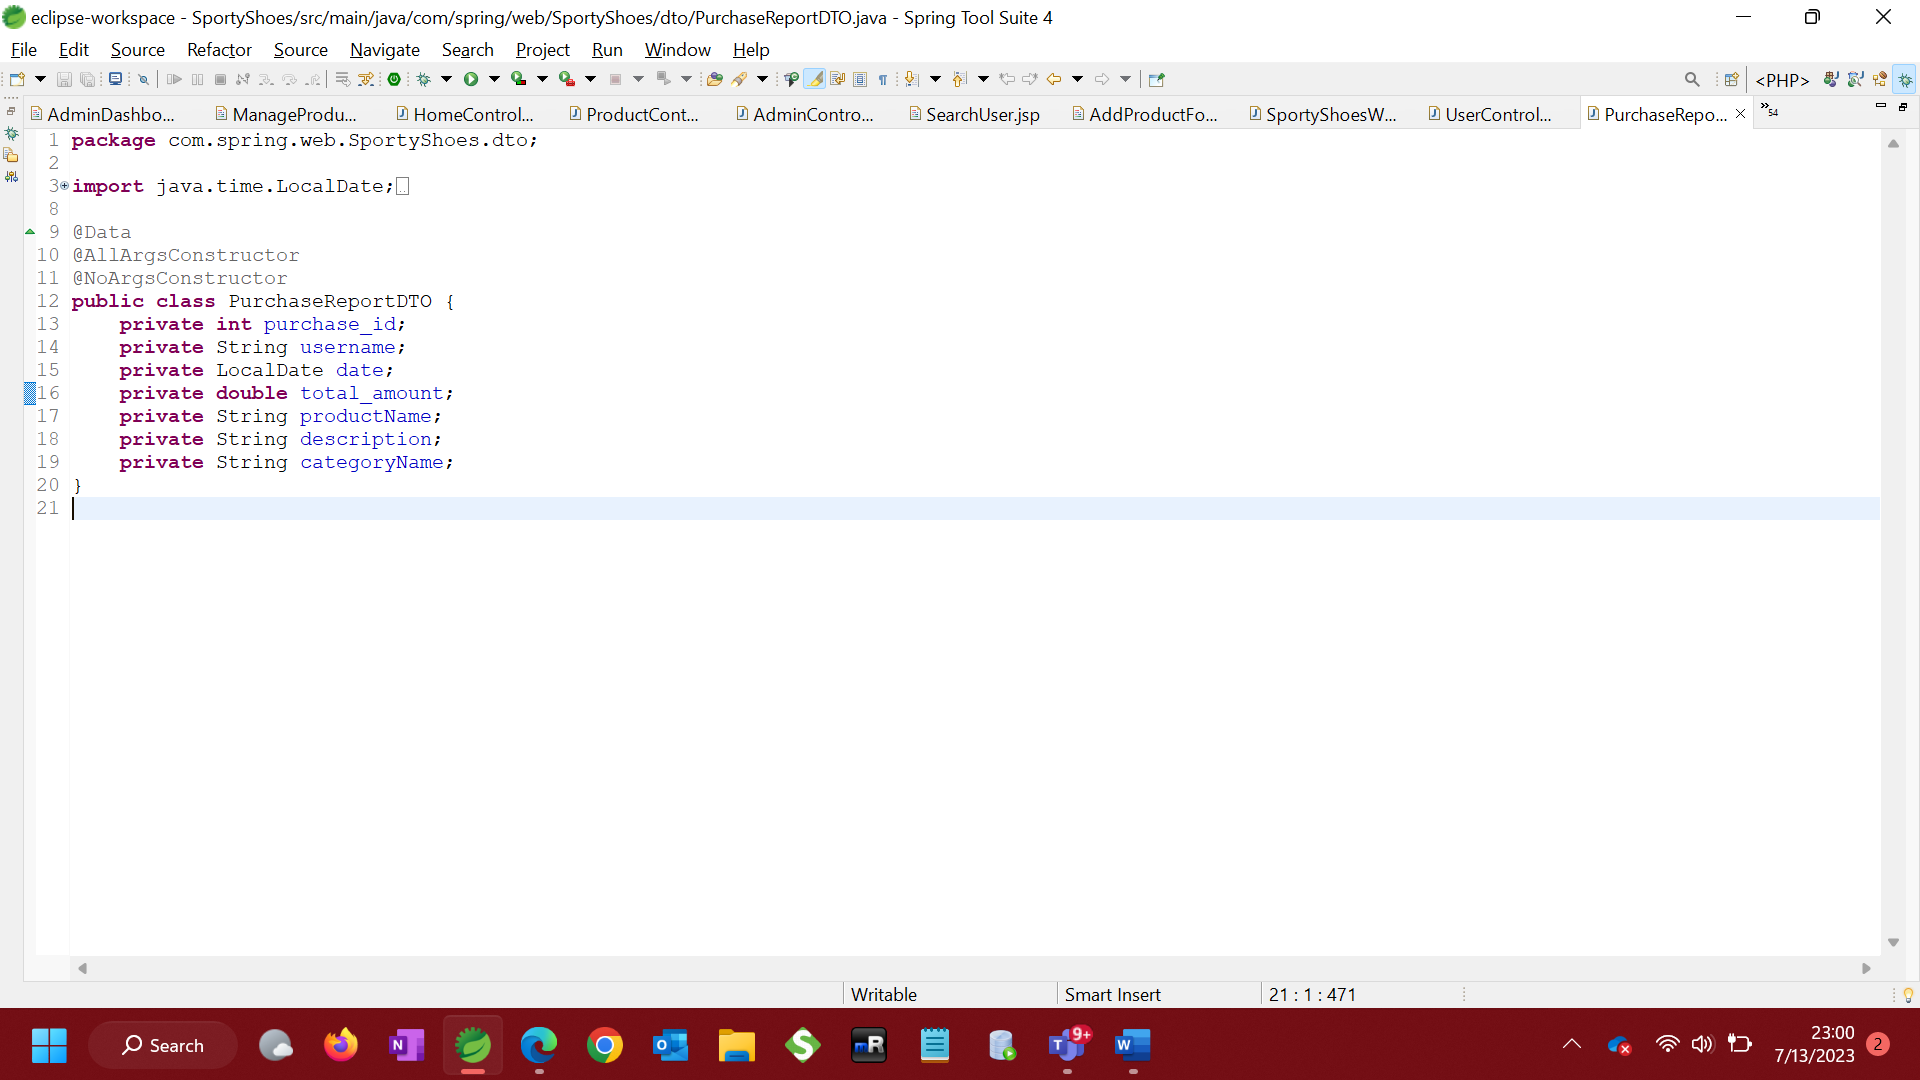 eclipse-workspace - SportyShoes/src/main/java/com/spring/web/SportyShoes/dto/PurchaseReportDTO.java - Spring Tool Suite 4
File Edit Source Refactor Source Navigate Search Project Run Window Help
<PHP>
AdminDashbo... ManageProdu... HomeControl... ProductCont... AdminContro... SearchUser.jsp AddProductFo... SportyShoesW... UserControl... PurchaseRepo... »54
1 package com.spring.web.SportyShoes.dto;
2
3 import java.time.LocalDate;
8
9 @Data
10 @AllArgsConstructor
11 @NoArgsConstructor
12 public class PurchaseReportDTO {
13 private int purchase_id;
14 private String username;
15 private LocalDate date;
16 private double total_amount;
17 private String productName;
18 private String description;
19 private String categoryName;
20 }
21
Writable Smart Insert 21 : 1 : 471
Search N O S mR T 9+ W 23:00
7/13/2023 2